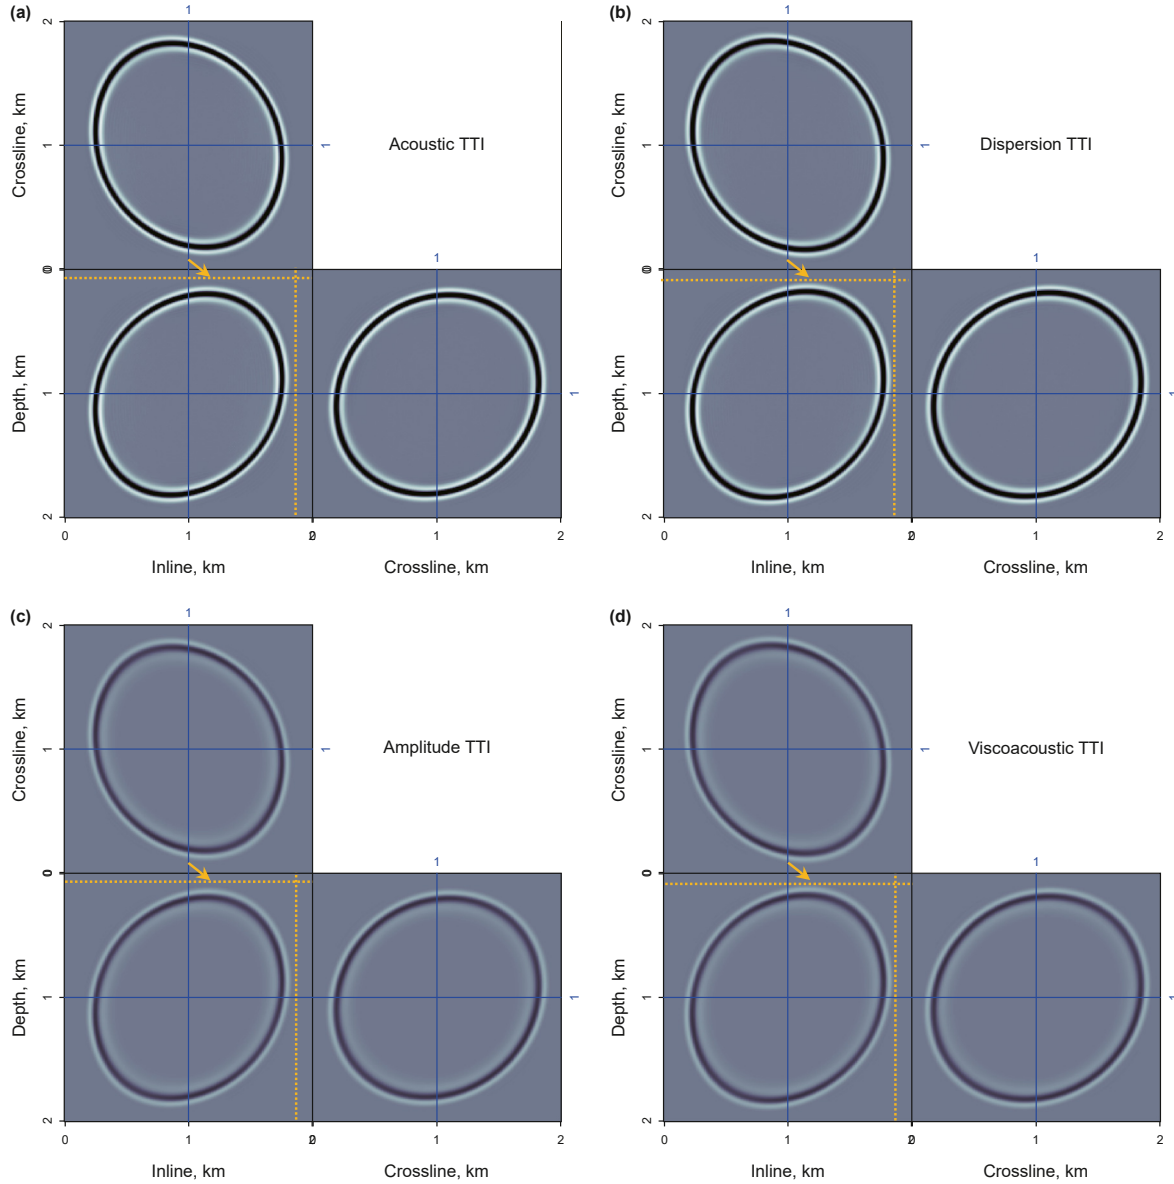 (a)
1
2
Crossline, km
1
1
Acoustic TTI
0
0
1
Depth, km
1
1
2
0
1
2
0
2
Inline, km
Crossline, km
(b)
1
2
Crossline, km
1
1
Dispersion TTI
0
0
1
Depth, km
1
1
2
0
1
2
0
2
Inline, km
Crossline, km
(c)
1
2
Crossline, km
1
1
Amplitude TTI
0
0
1
Depth, km
1
1
2
0
1
2
0
2
Inline, km
Crossline, km
(d)
1
2
Crossline, km
1
1
Viscoacoustic TTI
0
0
1
Depth, km
1
1
2
0
1
2
0
2
Inline, km
Crossline, km